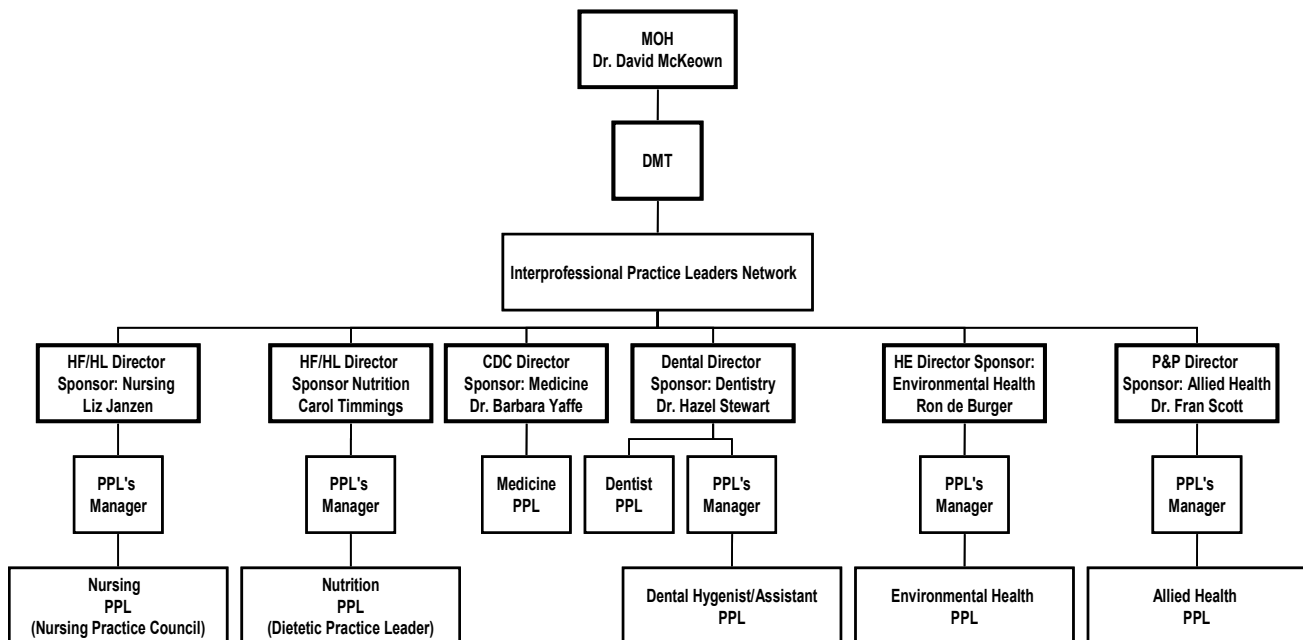 MOH
Dr. David McKeown
DMT
Interprofessional Practice Leaders Network
HF/HL Director
Sponsor: Nursing
Liz Janzen
HF/HL Director
Sponsor Nutrition
Carol Timmings
CDC Director
Sponsor: Medicine
Dr. Barbara Yaffe
Dental Director
Sponsor: Dentistry
Dr. Hazel Stewart
HE Director Sponsor:
Environmental Health
Ron de Burger
P&P Director
Sponsor: Allied Health
Dr. Fran Scott
PPL's
Manager
PPL's
Manager
Medicine
PPL
Dentist
PPL
PPL's
Manager
PPL's
Manager
PPL's
Manager
Nursing
PPL
(Nursing Practice Council)
Nutrition
PPL
(Dietetic Practice Leader)
Dental Hygenist/Assistant
PPL
Environmental Health
PPL
Allied Health
PPL